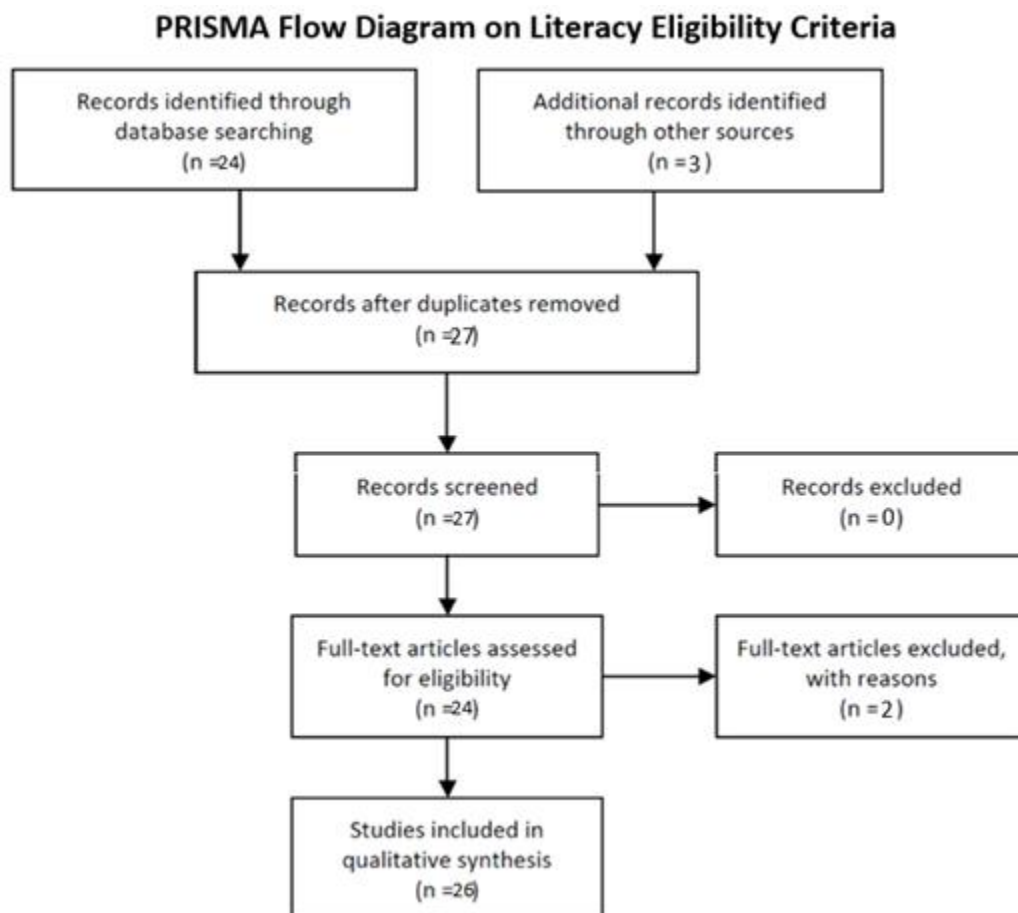 PRISMA Flow Diagram on Literacy Eligibility Criteria
Records identified through
database searching
(n =24)
Additional records identified
through other sources
(n =3)
Records after duplicates removed
(n =27)
Records screened
(n =27)
Records excluded
(n =0)
Full-text articles assessed
for eligibility
(n =24)
Full-text articles excluded,
with reasons
(n =2)
Studies included in
qualitative synthesis
(n =26)